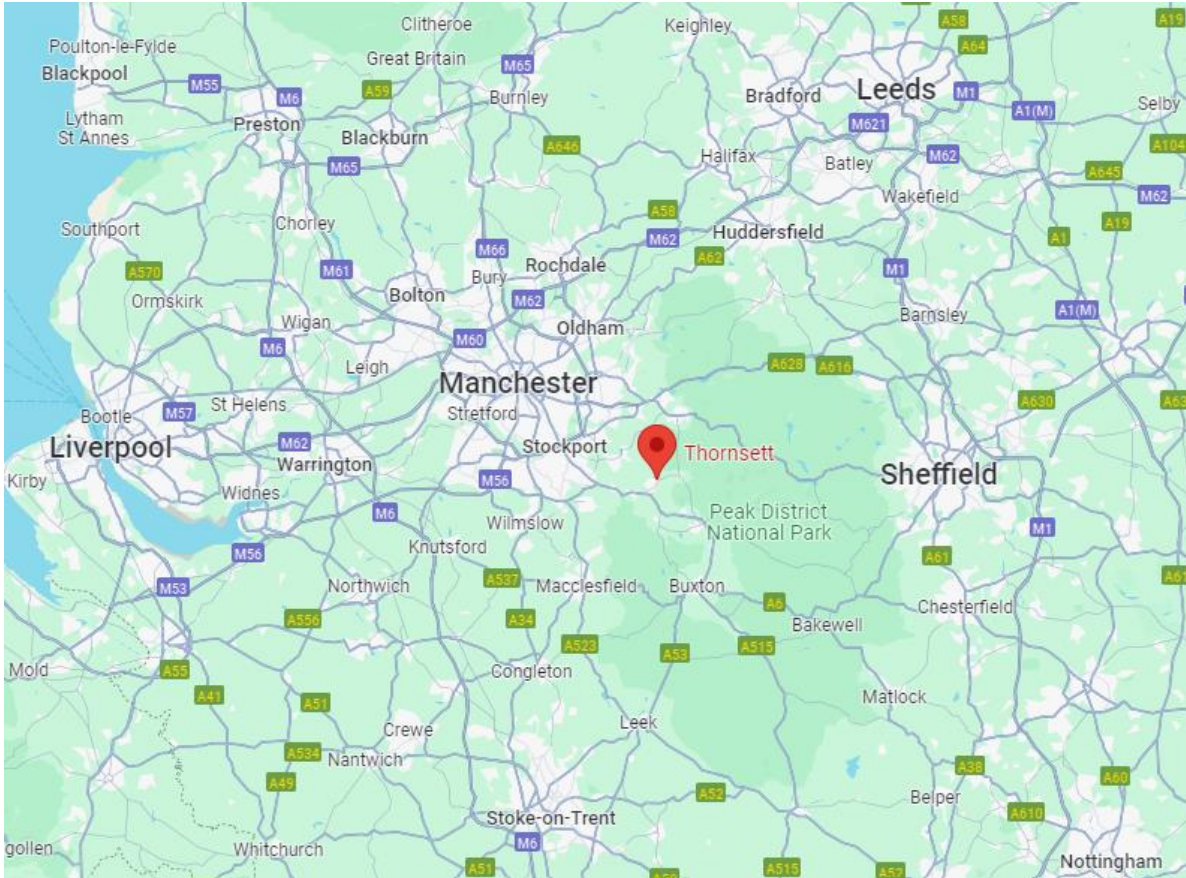 Clitheroe
Keighley
A58
A19
Poulton-le-Fylde
Great Britain
A64
Blackpool
M55
M6
A59
M65
Burnley
Bradford
Leeds
M1
A1(M)
Selby
Lytham
St Annes
Preston
Blackburn
M621
A646
M62
A104
M65
Halifax
Batley
A645
M62
Wakefield
Southport
Chorley
A58
M62
Huddersfield
A19
A1
M66
A62
A570
M61
Bury
Rochdale
M1
Ormskirk
Bolton
M62
Wigan
Oldham
Barnsley
A1(M)
M6
M60
Leigh
A628
A616
Manchester
Bootle
M57
St Helens
Stretford
A630
A63
Liverpool
M62
Warrington
Stockport
Thornsett
Sheffield
Kirby
Widnes
M56
M6
Wilmslow
Peak District
National Park
M1
M56
Knutsford
A61
M53
Northwich
A537
Macclesfield
Buxton
A61
A556
A34
A6
Bakewell
Chesterfield
A523
A53
A515
Mold
A55
A41
A51
Congleton
Matlock
Crewe
Leek
A534
Nantwich
A49
A38
A60
A52
Belper
A610
Stoke-on-Trent
M6
gollen
Whitchurch
Nottingham
A51
A515
A52